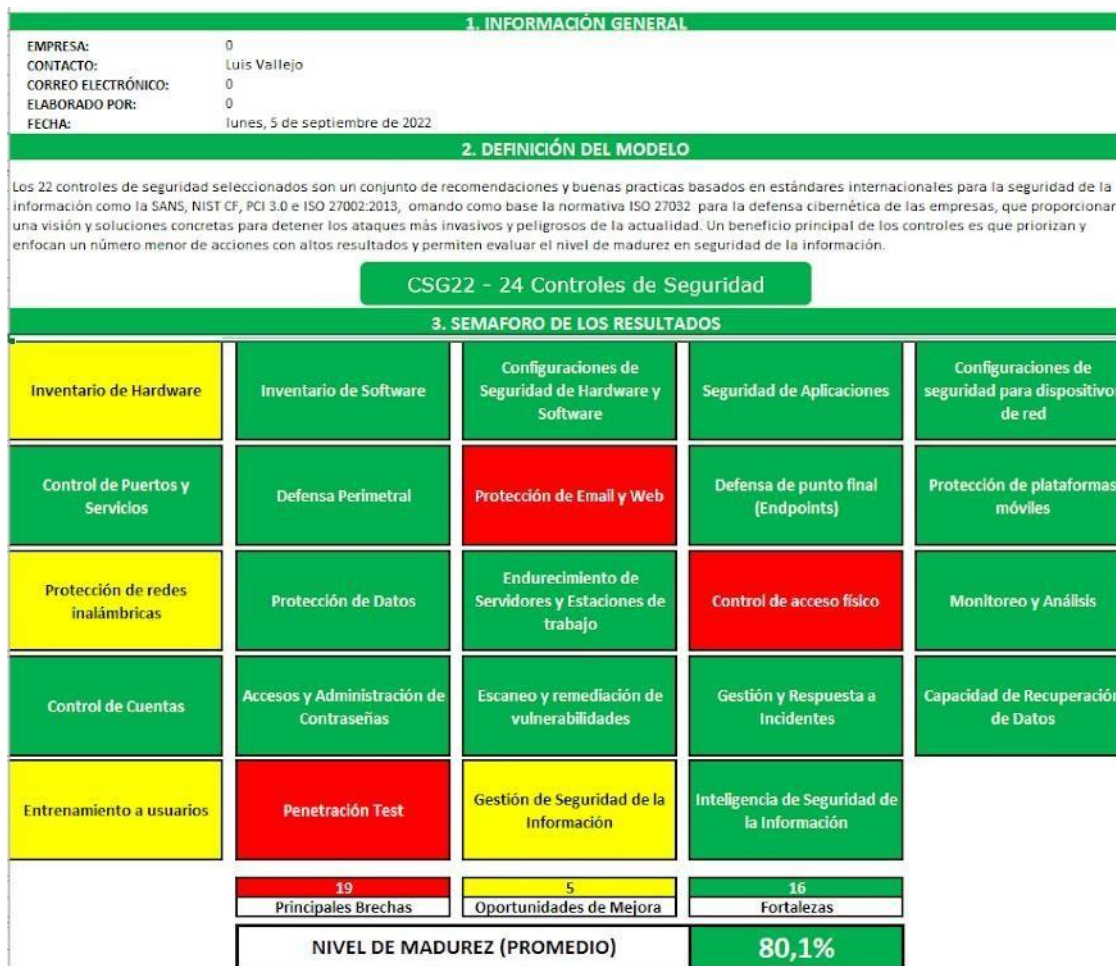 1. INFORMACIÓN GENERAL
EMPRESA: 0
CONTACTO: Luis Vallejo
CORREO ELECTRÓNICO: 0
ELABORADO POR: 0
FECHA: lunes, 5 de septiembre de 2022
2. DEFINICIÓN DEL MODELO
Los 22 controles de seguridad seleccionados son un conjunto de recomendaciones y buenas practicas basados en estándares internacionales para la seguridad de la
información como la SANS, NIST CF, PCI 3.0 e ISO 27002:2013, omando como base la normativa ISO 27032 para la defensa cibernética de las empresas, que proporcionar
una visión y soluciones concretas para detener los ataques más invasivos y peligrosos de la actualidad. Un beneficio principal de los controles es que priorizan y
enfocan un número menor de acciones con altos resultados y permiten evaluar el nivel de madurez en seguridad de la información.
CSG22 - 24 Controles de Seguridad
3. SEMAFORO DE LOS RESULTADOS
Inventario de Hardware
Inventario de Software
Configuraciones de
Seguridad de Hardware y
Software
Seguridad de Aplicaciones
Configuraciones de
seguridad para dispositivos
de red
Control de Puertos y
Servicios
Defensa Perimetral
Protección de Email y Web
Defensa de punto final
(Endpoints)
Protección de plataformas
móviles
Protección de redes
inalámbricas
Protección de Datos
Endurecimiento de
Servidores y Estaciones de
trabajo
Control de acceso físico
Monitoreo y Análisis
Control de Cuentas
Accesos y Administración de
Contraseñas
Escaneo y remediación de
vulnerabilidades
Gestión y Respuesta a
Incidentes
Capacidad de Recuperación
de Datos
Entrenamiento a usuarios
Penetración Test
Gestión de Seguridad de la
Información
Inteligencia de Seguridad de
la Información
19
Principales Brechas
5
Oportunidades de Mejora
16
Fortalezas
NIVEL DE MADUREZ (PROMEDIO) 80,1%